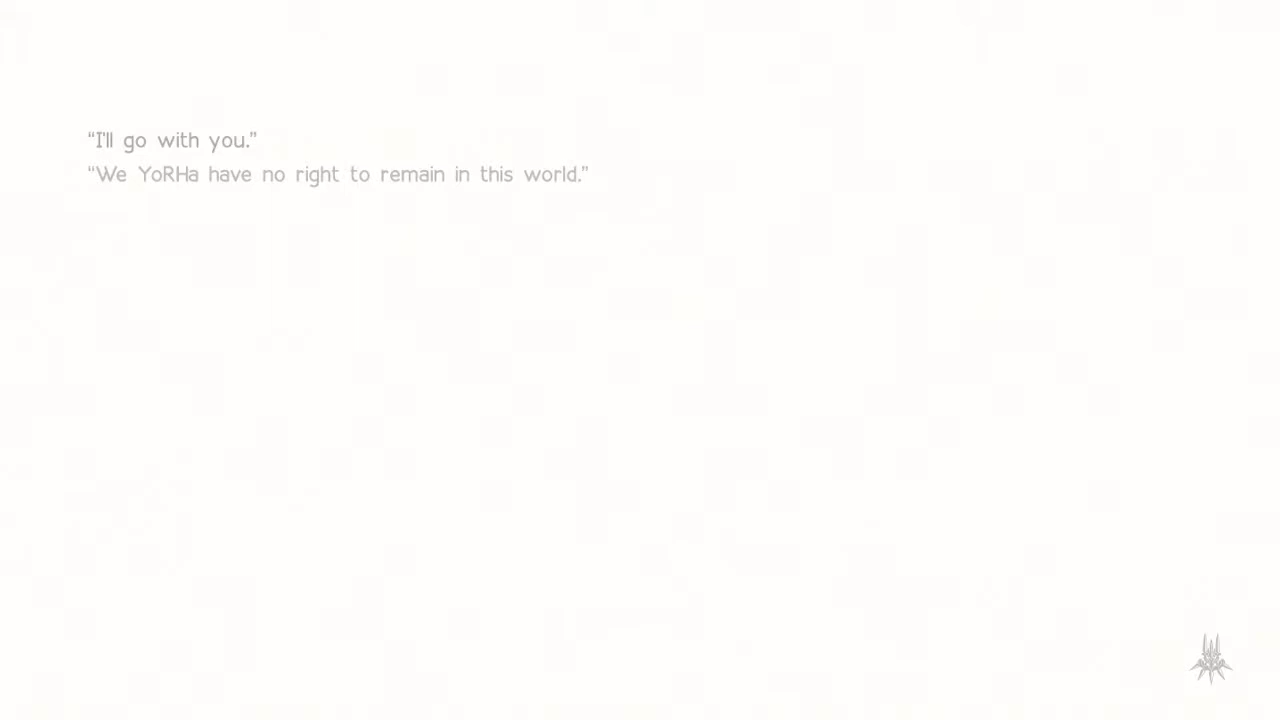 “I'll go with you.”
“We YoRHa have no right to remain in this world.”